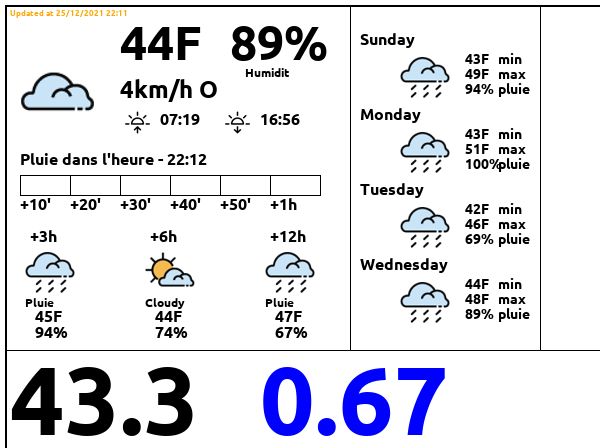 Updated at 25/12/2021 22:11
44F 89%
Humidit
4km/h O
07:19 16:56
Pluie dans l'heure - 22:12
+10' +20' +30' +40' +50' +1h
+3h +6h +12h
Pluie Cloudy Pluie
45F 44F 47F
94% 74% 67%
Sunday
43F min
49F max
94% pluie
Monday
43F min
51F max
100%pluie
Tuesday
42F min
46F max
69% pluie
Wednesday
44F min
48F max
89% pluie
43.3 0.67